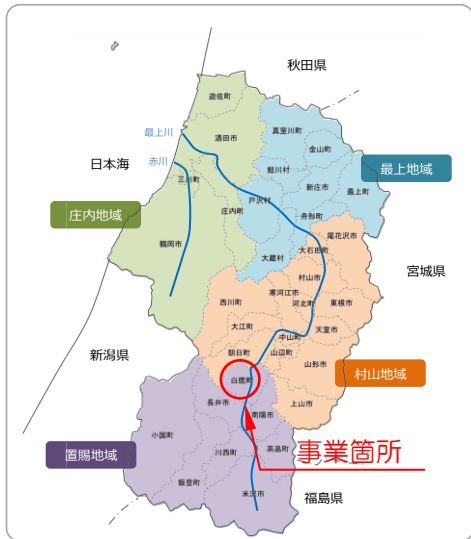 秋田県
遊佐町
最上川
酒田市
真室川町
金山町
赤川
日本海
三川町
鮭川村
最上地域
新庄市
最上町
戸沢村
庄内地域
庄内町
舟形町
尾花沢市
鶴岡市
大石田町
大蔵村
宮城県
村山市
西川町
寒河江市
河北町
東根市
大江町
天童市
中山町
新潟県
朝日町
山辺町
山形市
白鷹町
村山地域
長井市
上山市
南陽市
小国町
置賜地域
川西町
高畠町
事業箇所
飯豊町
米沢市
福島県